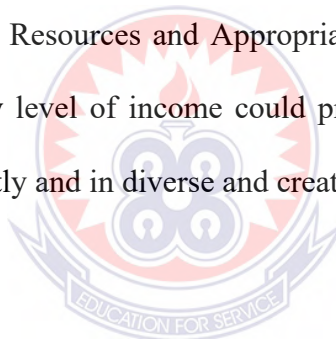 Resources and Appropria
level of income could pr
tly and in diverse and creat
EDUCATION FOR SERVICE